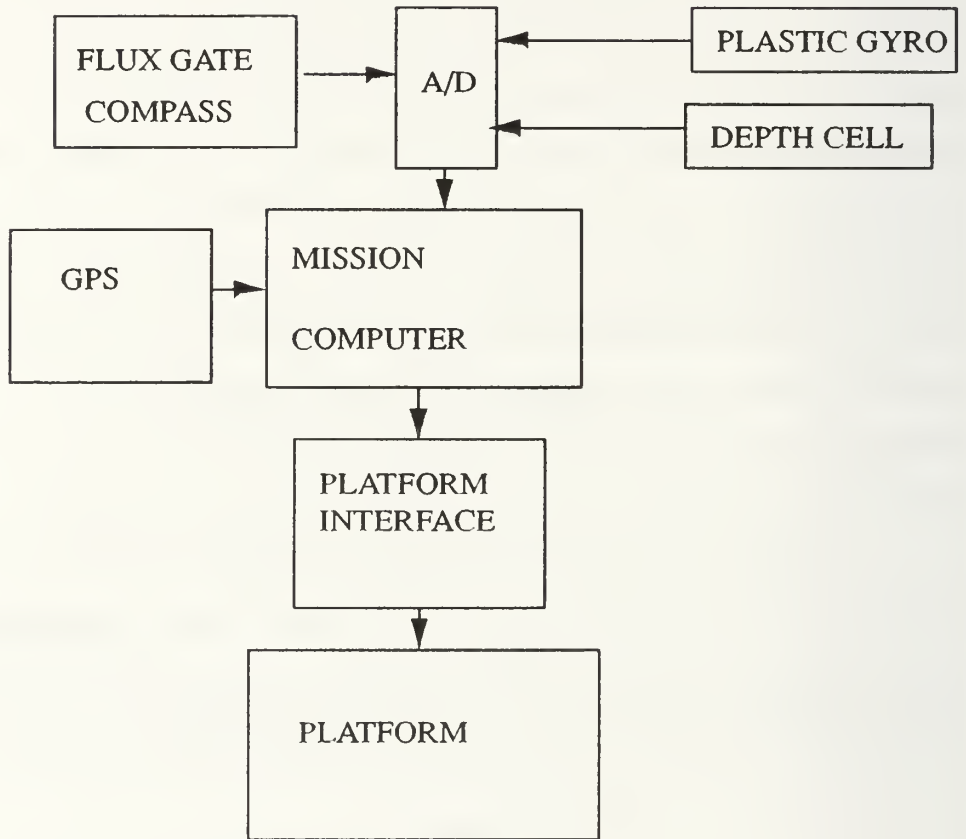 FLUX GATE
COMPASS
A/D
PLASTIC GYRO
DEPTH CELL
GPS
MISSION
COMPUTER
PLATFORM
INTERFACE
PLATFORM